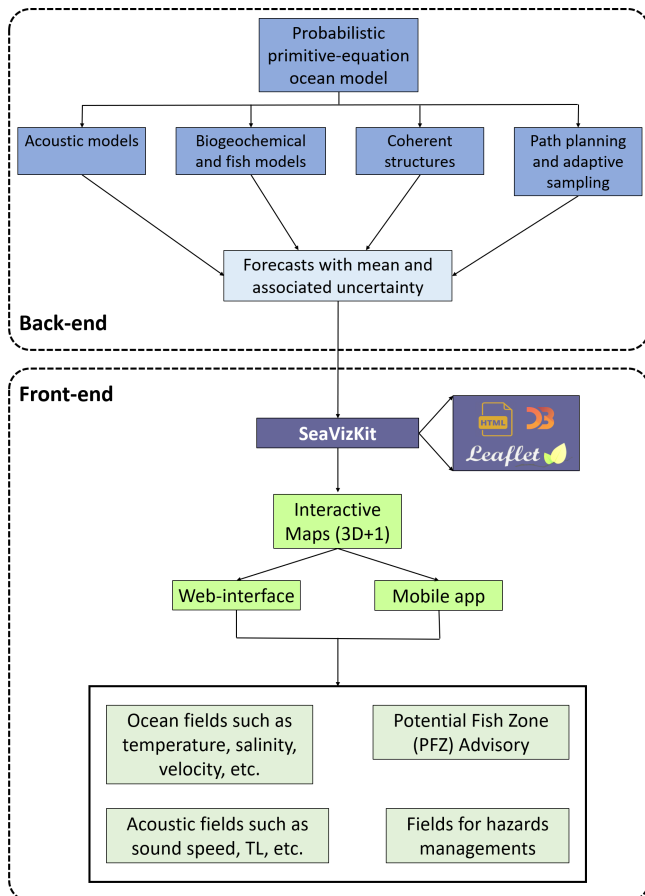 Probabilistic
primitive-equation
ocean model
Acoustic models
Biogeochemical
and fish models
Coherent
structures
Path planning
and adaptive
sampling
Forecasts with mean and
associated uncertainty
Back-end
Front-end
SeaVizKit
HTML
D3
Leaflet
Interactive
Maps (3D+1)
Web-interface
Mobile app
Ocean fields such as
temperature, salinity,
velocity, etc.
Potential Fish Zone
(PFZ) Advisory
Acoustic fields such as
sound speed, TL, etc.
Fields for hazards
managements